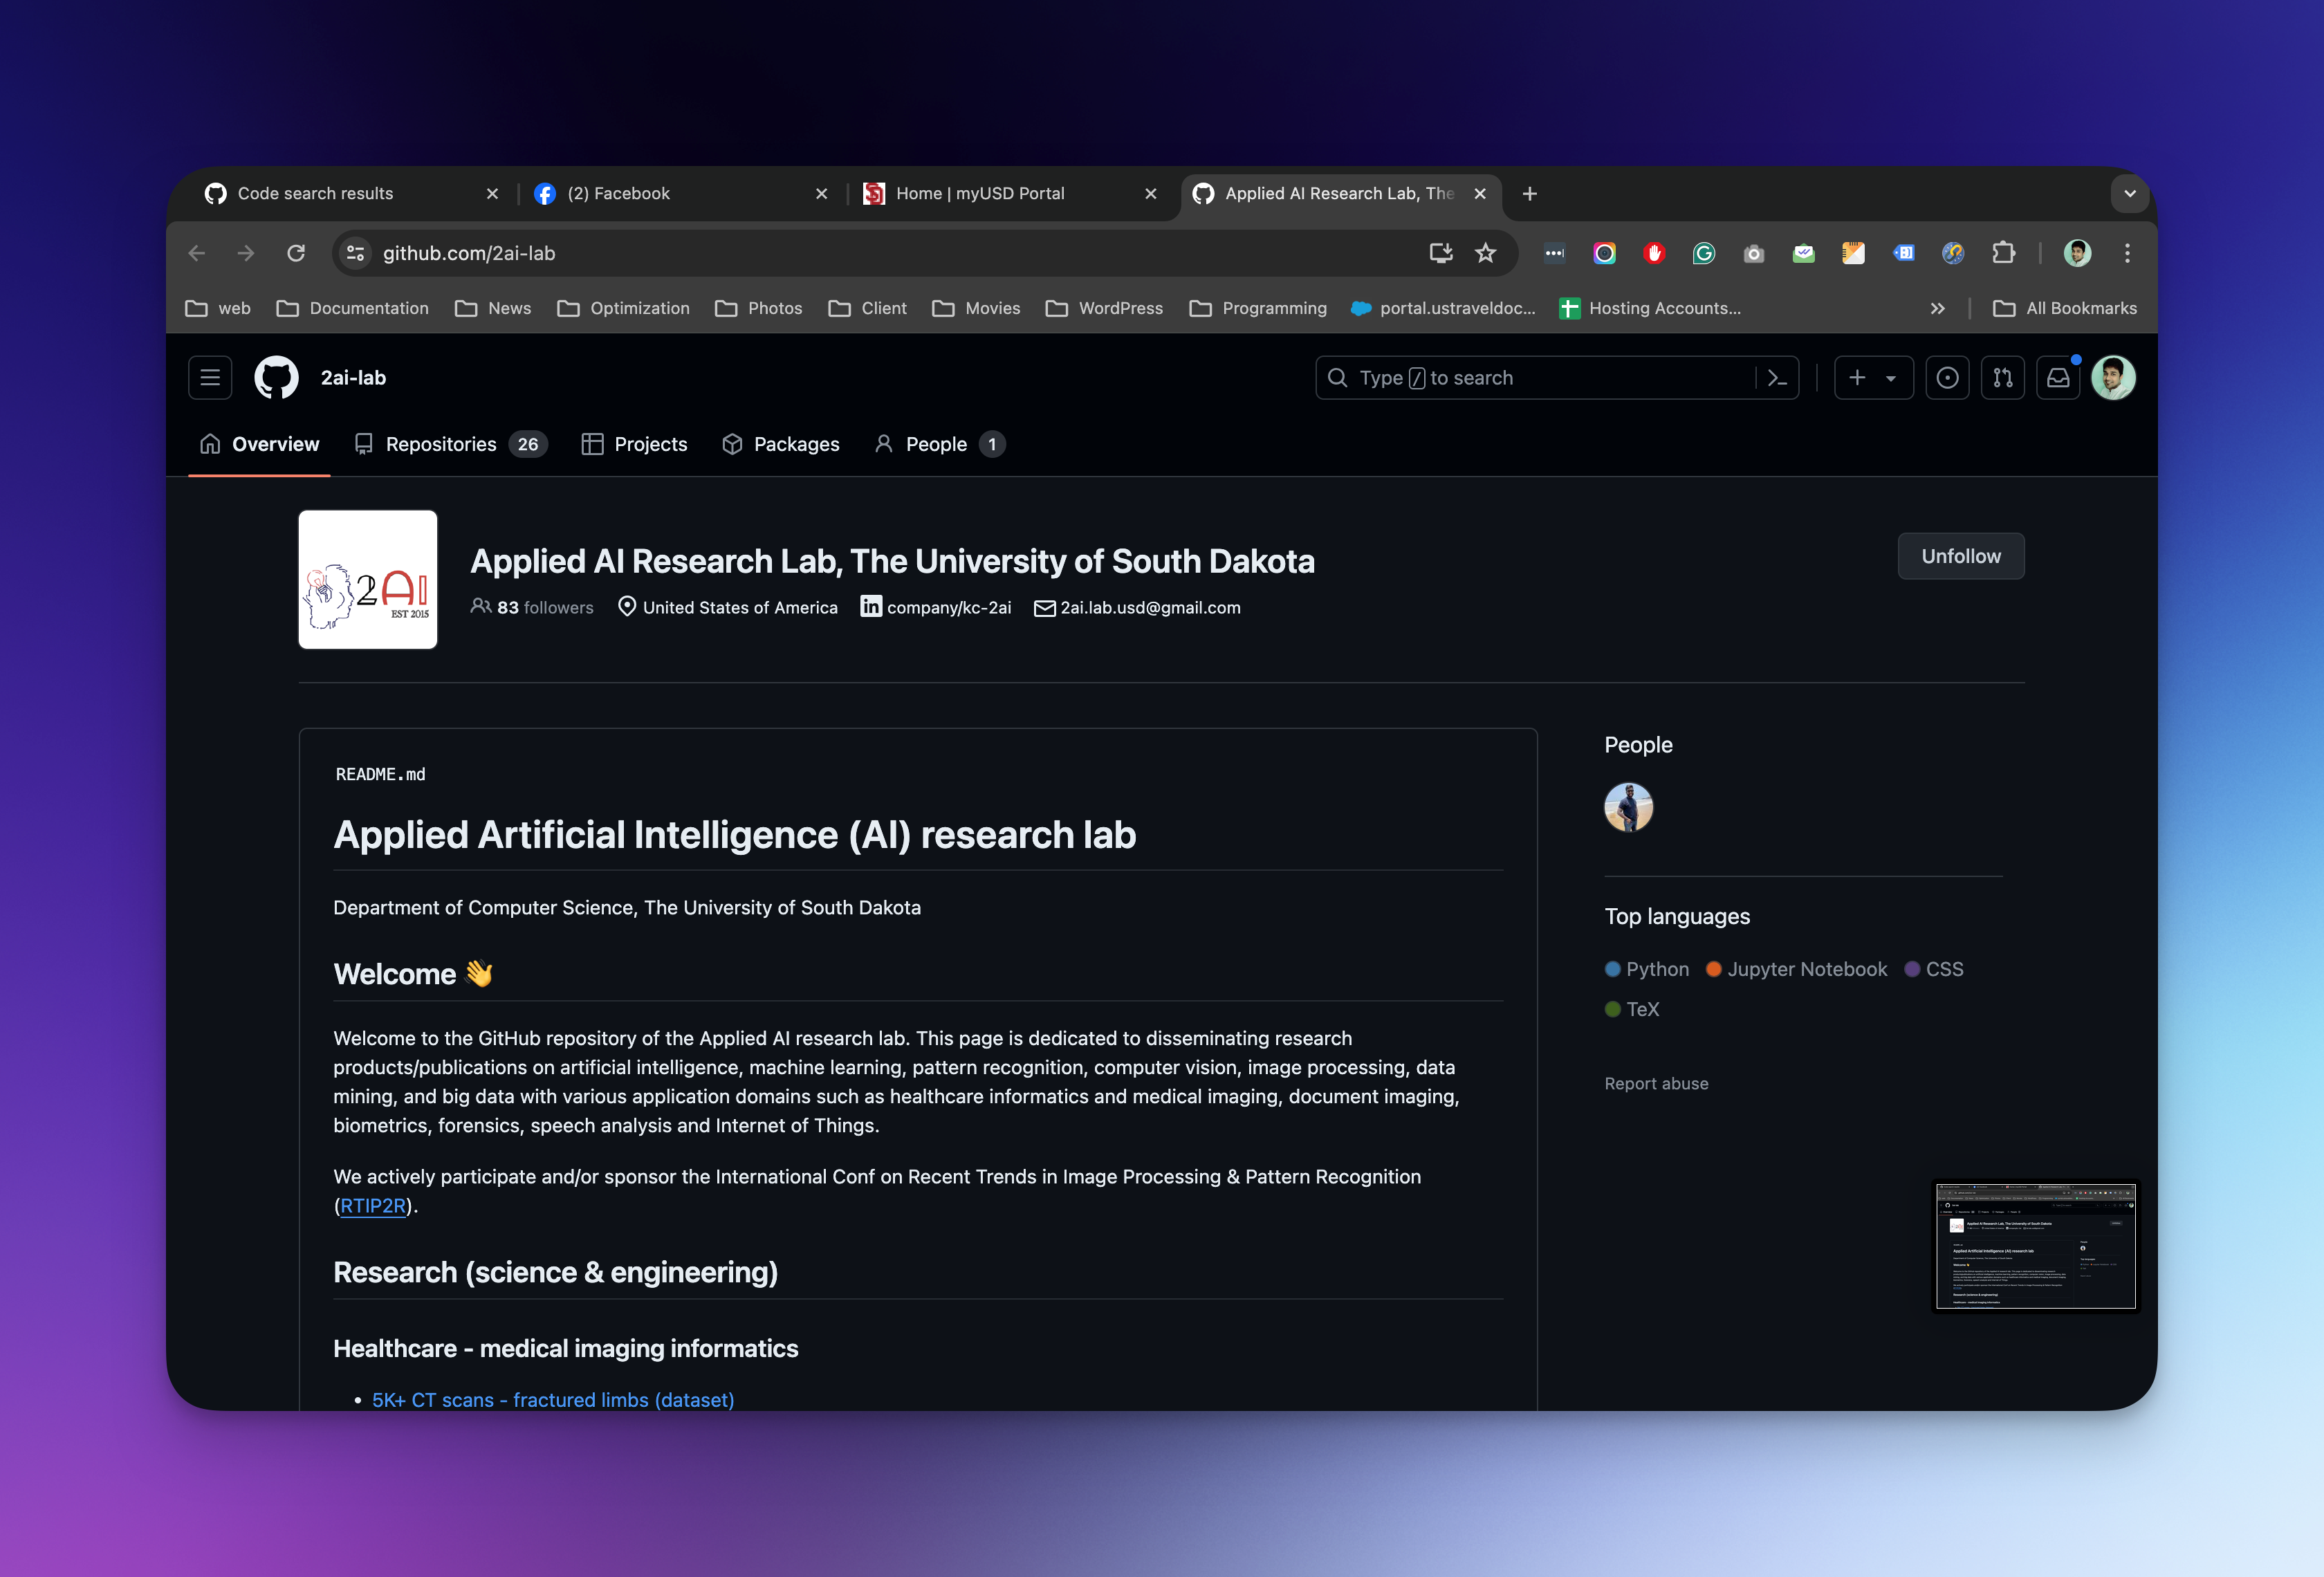 Code search results
(2) Facebook
Home | myUSD Portal
Applied AI Research Lab, The
github.com/2ai-lab
web
Documentation
News
Optimization
Photos
Client
Movies
WordPress
Programming
portal.ustraveldoc...
Hosting Accounts...
All Bookmarks
2ai-lab
Type / to search
Overview
Repositories 26
Projects
Packages
People 1
2AI
EST 2015
Applied AI Research Lab, The University of South Dakota
Unfollow
83 followers
United States of America
company/kc-2ai
2ai.lab.usd@gmail.com
README.md
Applied Artificial Intelligence (AI) research lab
Department of Computer Science, The University of South Dakota
Welcome 👋
Welcome to the GitHub repository of the Applied AI research lab. This page is dedicated to disseminating research
products/publications on artificial intelligence, machine learning, pattern recognition, computer vision, image processing, data
mining, and big data with various application domains such as healthcare informatics and medical imaging, document imaging,
biometrics, forensics, speech analysis and Internet of Things.
We actively participate and/or sponsor the International Conf on Recent Trends in Image Processing & Pattern Recognition
(RTIP2R).
Research (science & engineering)
Healthcare - medical imaging informatics
• 5K+ CT scans - fractured limbs (dataset)
People
Top languages
Python
Jupyter Notebook
CSS
TeX
Report abuse